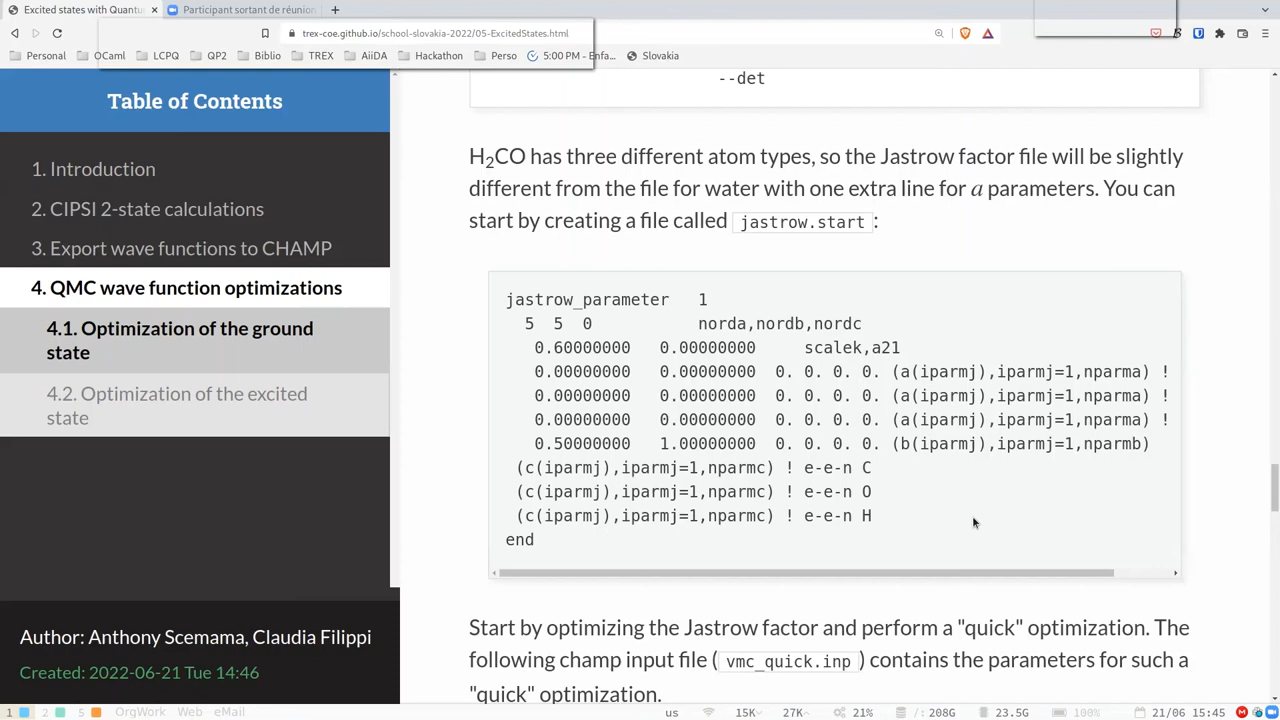 Excited states with Quantu
Participant sortant de réunion
trex-coe.github.io/school-slovakia-2022/05-ExcitedStates.html
Personal OCaml LCPQ QP2 Biblio TREX AiiDA Hackathon Perso 5:00 PM - Enfa... Slovakia
Table of Contents
1. Introduction
2. CIPSI 2-state calculations
3. Export wave functions to CHAMP
4. QMC wave function optimizations
4.1. Optimization of the ground
state
4.2. Optimization of the excited
state
Author: Anthony Scemama, Claudia Filippi
Created: 2022-06-21 Tue 14:46
--det
H2CO has three different atom types, so the Jastrow factor file will be slightly
different from the file for water with one extra line for a parameters. You can
start by creating a file called jastrow.start:
jastrow_parameter 1
5 5 0 norda,nordb,nordc
0.60000000 0.00000000 scalek,a21
0.00000000 0.00000000 0. 0. 0. 0. (a(iparmj),iparmj=1,nparma) !
0.00000000 0.00000000 0. 0. 0. 0. (a(iparmj),iparmj=1,nparma) !
0.00000000 0.00000000 0. 0. 0. 0. (a(iparmj),iparmj=1,nparma) !
0.50000000 1.00000000 0. 0. 0. 0. (b(iparmj),iparmj=1,nparmb)
(c(iparmj),iparmj=1,nparmc) ! e-e-n C
(c(iparmj),iparmj=1,nparmc) ! e-e-n O
(c(iparmj),iparmj=1,nparmc) ! e-e-n H
end
Start by optimizing the Jastrow factor and perform a "quick" optimization. The
following champ input file ( vmc_quick.inp ) contains the parameters for such a
"quick" optimization.
1 2 5 OrgWork Web eMail us 15K 27K 21% /: 208G 23.5G 100% 21/06 15:45